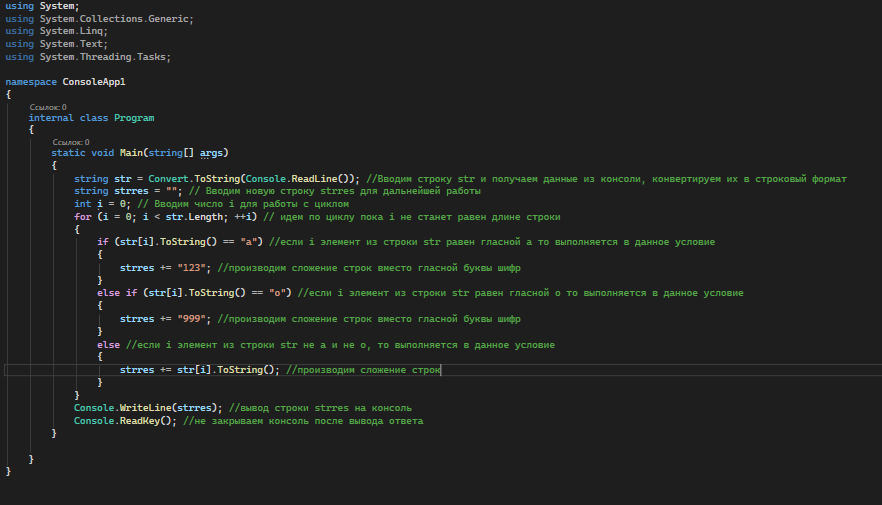 using System;
using System.Collections.Generic;
using System.Linq;
using System.Text;
using System.Threading.Tasks;
namespace ConsoleApp1
{
Ссылок: 0
internal class Program
{
Ссылок: 0
static void Main(string[] args)
{
string str = Convert.ToString(Console.ReadLine()); //Вводим строку str и получаем данные из консоли, конвертируем их в строковый формат
string strres = ""; // Вводим новую строку strres для дальнейшей работы
int i = 0; // Вводим число i для работы с циклом
for (i = 0; i < str.Length; ++i) // идем по циклу пока i не станет равен длине строки
{
if (str[i].ToString() == "а") //если i элемент из строки str равен гласной а то выполняется в данное условие
{
strres += "123"; //производим сложение строк вместо гласной буквы шифр
}
else if (str[i].ToString() == "о") //если i элемент из строки str равен гласной о то выполняется в данное условие
{
strres += "999"; //производим сложение строк вместо гласной буквы шифр
}
else //если i элемент из строки str не а и не о, то выполняется в данное условие
{
strres += str[i].ToString(); //производим сложение строк
}
}
Console.WriteLine(strres); //вывод строки strres на консоль
Console.ReadKey(); //не закрываем консоль после вывода ответа
}
}
}